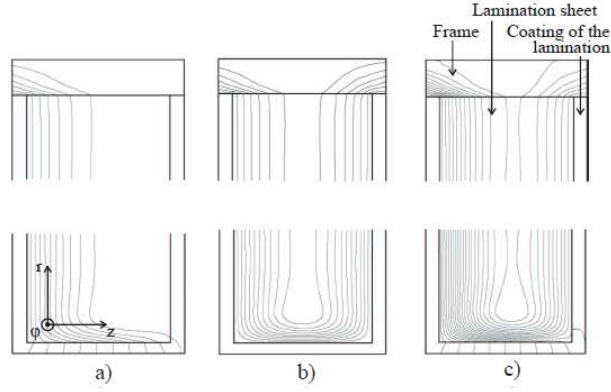 Lamination sheet
Frame
Coating of the
lamination
r
φ
z
a)
b)
c)